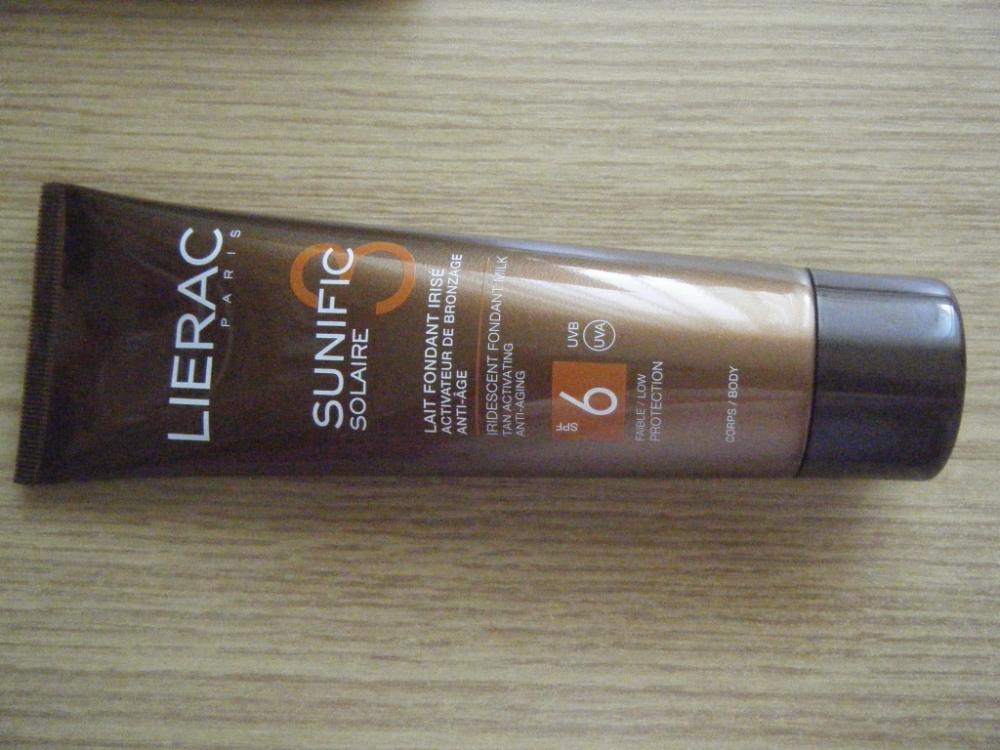 LIERAC
PARIS
SUNIFIC
SOLAIRE
LAIT FONDANT IRISÉ
ACTIVATEUR DE BRONZAGE
ANTI-ÂGE
IRIDESCENT FONDANT MILK
TAN ACTIVATING
ANTI-AGING
SPF 6
UVB
UVA
FAIBLE / LOW
PROTECTION
CORPS / BODY